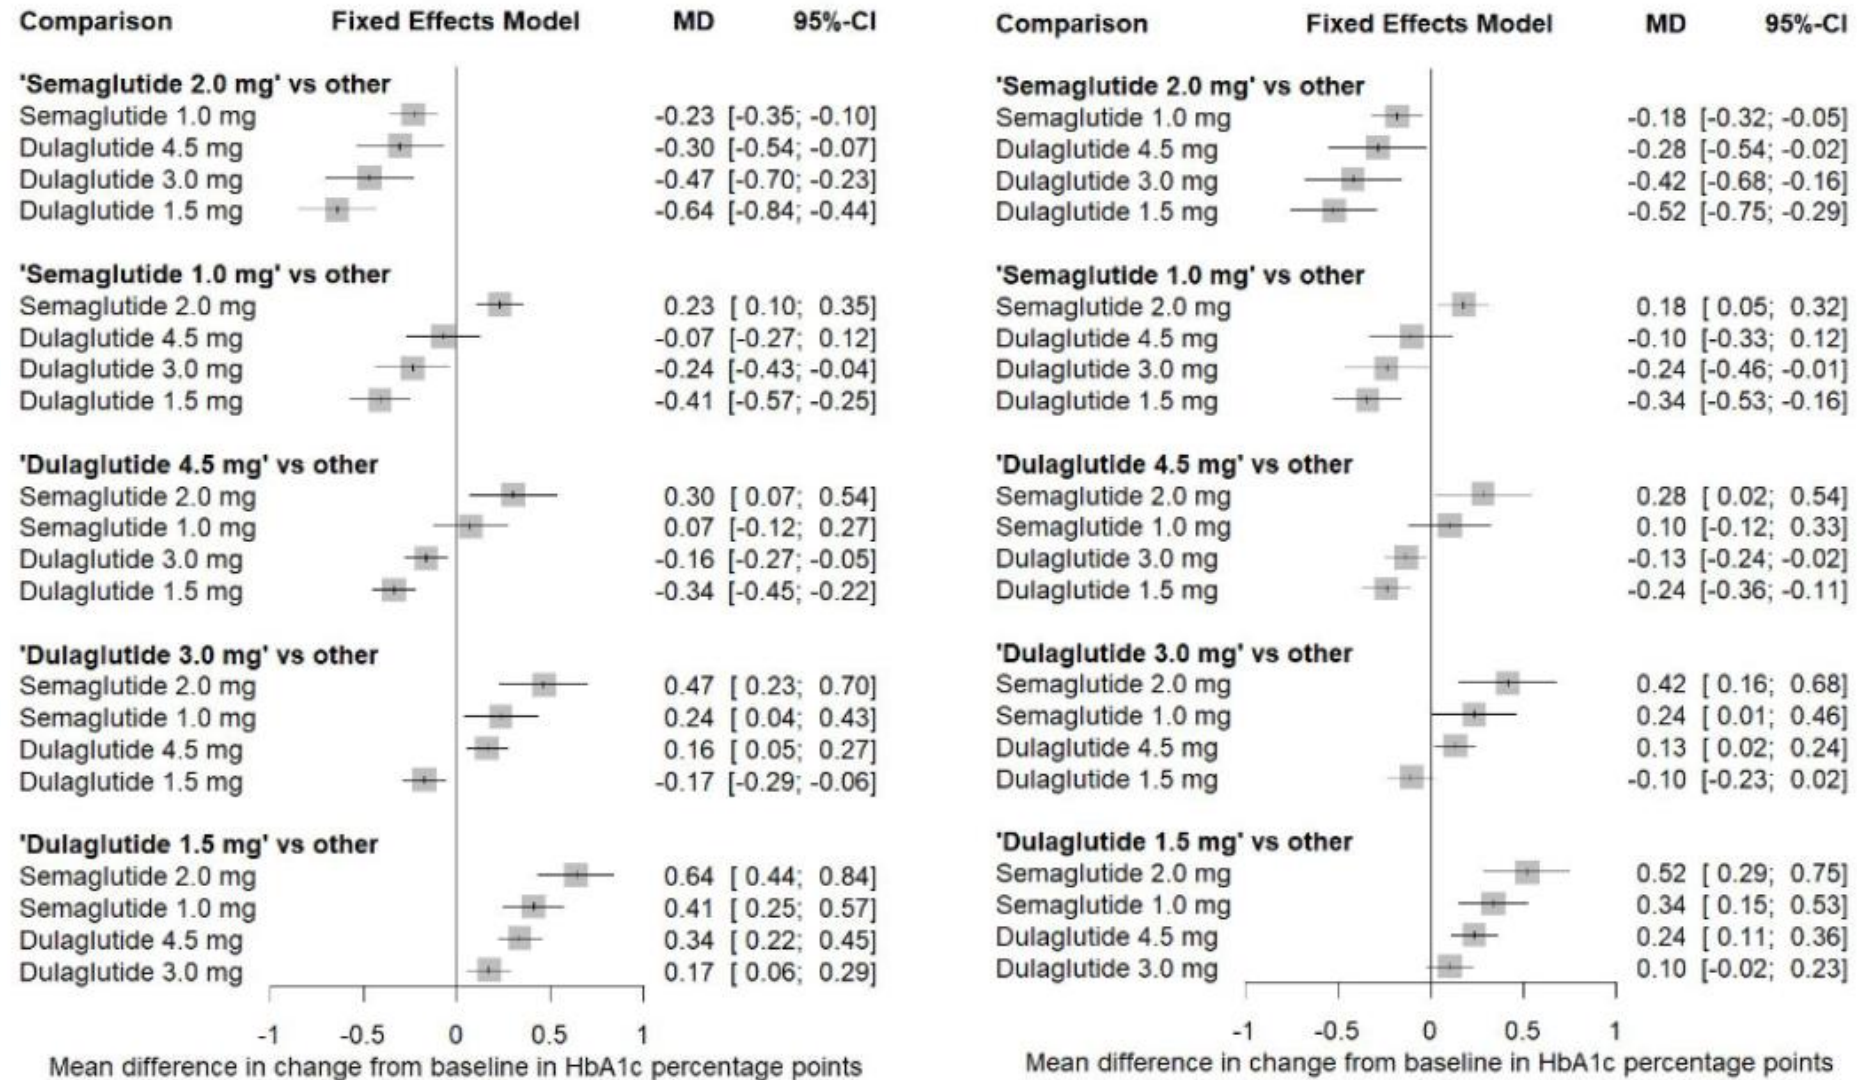 Comparison Fixed Effects Model MD 95%-CI
'Semaglutide 2.0 mg' vs other
Semaglutide 1.0 mg -0.23 [-0.35; -0.10]
Dulaglutide 4.5 mg -0.30 [-0.54; -0.07]
Dulaglutide 3.0 mg -0.47 [-0.70; -0.23]
Dulaglutide 1.5 mg -0.64 [-0.84; -0.44]
'Semaglutide 1.0 mg' vs other
Semaglutide 2.0 mg 0.23 [ 0.10; 0.35]
Dulaglutide 4.5 mg -0.07 [-0.27; 0.12]
Dulaglutide 3.0 mg -0.24 [-0.43; -0.04]
Dulaglutide 1.5 mg -0.41 [-0.57; -0.25]
'Dulaglutide 4.5 mg' vs other
Semaglutide 2.0 mg 0.30 [ 0.07; 0.54]
Semaglutide 1.0 mg 0.07 [-0.12; 0.27]
Dulaglutide 3.0 mg -0.16 [-0.27; -0.05]
Dulaglutide 1.5 mg -0.34 [-0.45; -0.22]
'Dulaglutide 3.0 mg' vs other
Semaglutide 2.0 mg 0.47 [ 0.23; 0.70]
Semaglutide 1.0 mg 0.24 [ 0.04; 0.43]
Dulaglutide 4.5 mg 0.16 [ 0.05; 0.27]
Dulaglutide 1.5 mg -0.17 [-0.29; -0.06]
'Dulaglutide 1.5 mg' vs other
Semaglutide 2.0 mg 0.64 [ 0.44; 0.84]
Semaglutide 1.0 mg 0.41 [ 0.25; 0.57]
Dulaglutide 4.5 mg 0.34 [ 0.22; 0.45]
Dulaglutide 3.0 mg 0.17 [ 0.06; 0.29]
-1 -0.5 0 0.5 1
Mean difference in change from baseline in HbA1c percentage points
Comparison Fixed Effects Model MD 95%-CI
'Semaglutide 2.0 mg' vs other
Semaglutide 1.0 mg -0.18 [-0.32; -0.05]
Dulaglutide 4.5 mg -0.28 [-0.54; -0.02]
Dulaglutide 3.0 mg -0.42 [-0.68; -0.16]
Dulaglutide 1.5 mg -0.52 [-0.75; -0.29]
'Semaglutide 1.0 mg' vs other
Semaglutide 2.0 mg 0.18 [ 0.05; 0.32]
Dulaglutide 4.5 mg -0.10 [-0.33; 0.12]
Dulaglutide 3.0 mg -0.24 [-0.46; -0.01]
Dulaglutide 1.5 mg -0.34 [-0.53; -0.16]
'Dulaglutide 4.5 mg' vs other
Semaglutide 2.0 mg 0.28 [ 0.02; 0.54]
Semaglutide 1.0 mg 0.10 [-0.12; 0.33]
Dulaglutide 3.0 mg -0.13 [-0.24; -0.02]
Dulaglutide 1.5 mg -0.24 [-0.36; -0.11]
'Dulaglutide 3.0 mg' vs other
Semaglutide 2.0 mg 0.42 [ 0.16; 0.68]
Semaglutide 1.0 mg 0.24 [ 0.01; 0.46]
Dulaglutide 4.5 mg 0.13 [ 0.02; 0.24]
Dulaglutide 1.5 mg -0.10 [-0.23; 0.02]
'Dulaglutide 1.5 mg' vs other
Semaglutide 2.0 mg 0.52 [ 0.29; 0.75]
Semaglutide 1.0 mg 0.34 [ 0.15; 0.53]
Dulaglutide 4.5 mg 0.24 [ 0.11; 0.36]
Dulaglutide 3.0 mg 0.10 [-0.02; 0.23]
-1 -0.5 0 0.5 1
Mean difference in change from baseline in HbA1c percentage points